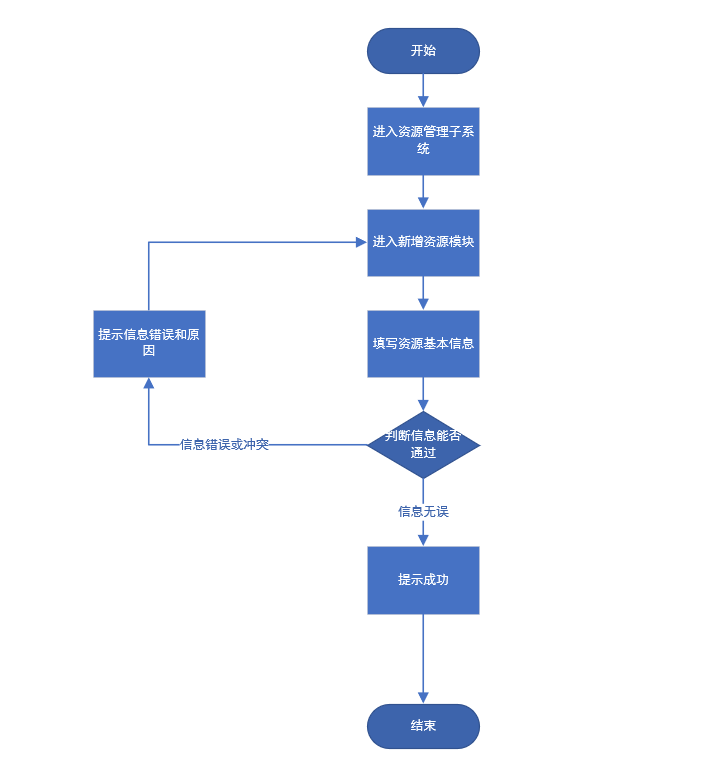 开始
进入资源管理子系
统
进入新增资源模块
提示信息错误和原
因
填写资源基本信息
判断信息能否
通过
信息错误或冲突
信息无误
提示成功
结束